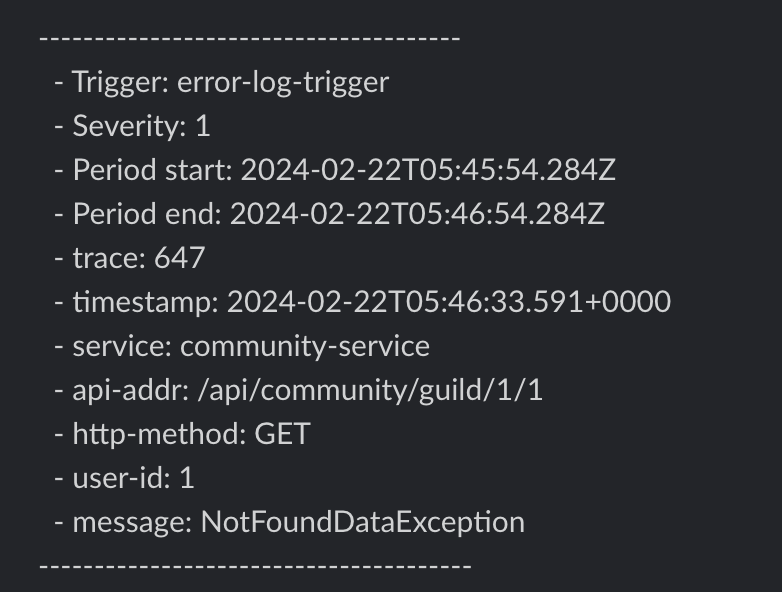 --------------------------------------
- Trigger: error-log-trigger
- Severity: 1
- Period start: 2024-02-22T05:45:54.284Z
- Period end: 2024-02-22T05:46:54.284Z
- trace: 647
- timestamp: 2024-02-22T05:46:33.591+0000
- service: community-service
- api-addr: /api/community/guild/1/1
- http-method: GET
- user-id: 1
- message: NotFoundDataException
---------------------------------------